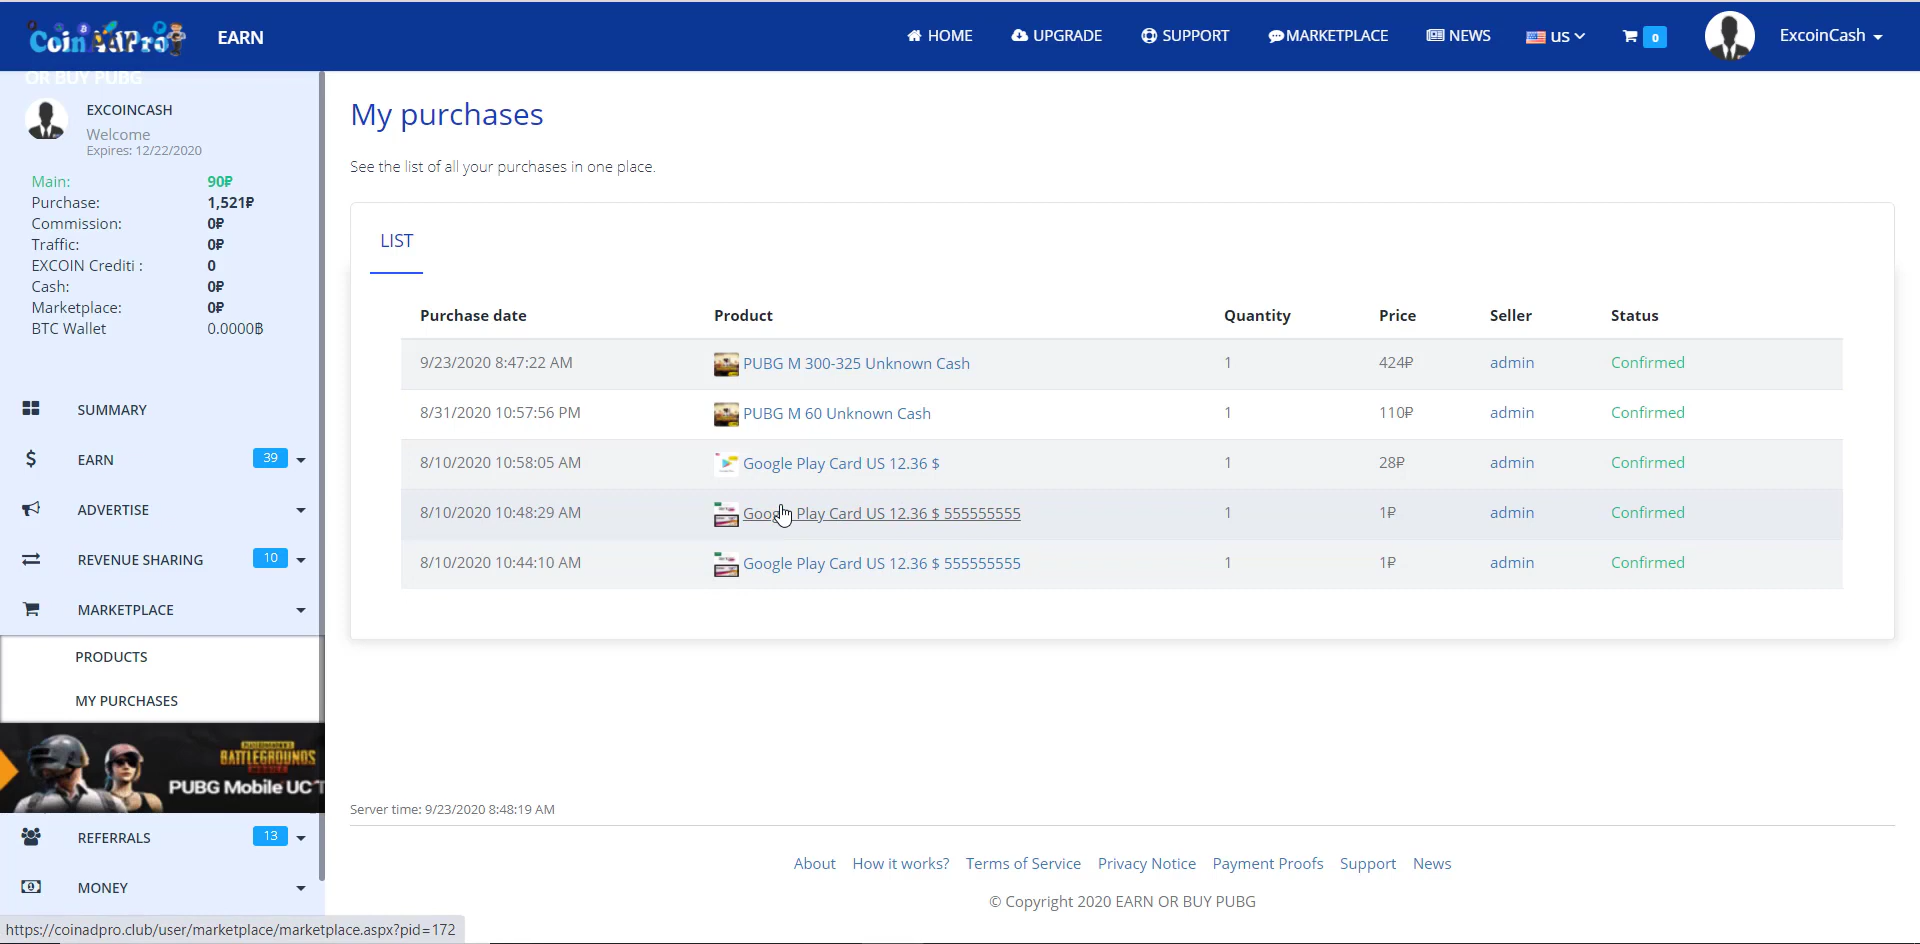 CoinAdPro EARN HOME UPGRADE SUPPORT MARKETPLACE NEWS US 0 ExcoinCash
OR BUY PUBG
EXCOINCASH
Welcome
Expires: 12/22/2020
Main: 90₽
Purchase: 1,521₽
Commission: 0₽
Traffic: 0₽
EXCOIN Crediti : 0
Cash: 0₽
Marketplace: 0₽
BTC Wallet 0.0000฿
SUMMARY
EARN 39
ADVERTISE
REVENUE SHARING 10
MARKETPLACE
PRODUCTS
MY PURCHASES
BATTLEGROUNDS
PUBG Mobile UC T
REFERRALS 13
MONEY
My purchases
See the list of all your purchases in one place.
LIST
Purchase date Product Quantity Price Seller Status
9/23/2020 8:47:22 AM PUBG M 300-325 Unknown Cash 1 424₽ admin Confirmed
8/31/2020 10:57:56 PM PUBG M 60 Unknown Cash 1 110₽ admin Confirmed
8/10/2020 10:58:05 AM Google Play Card US 12.36 $ 1 28₽ admin Confirmed
8/10/2020 10:48:29 AM Google Play Card US 12.36 $ 555555555 1 1₽ admin Confirmed
8/10/2020 10:44:10 AM Google Play Card US 12.36 $ 555555555 1 1₽ admin Confirmed
Server time: 9/23/2020 8:48:19 AM
About How it works? Terms of Service Privacy Notice Payment Proofs Support News
© Copyright 2020 EARN OR BUY PUBG
https://coinadpro.club/user/marketplace/marketplace.aspx?pid=172